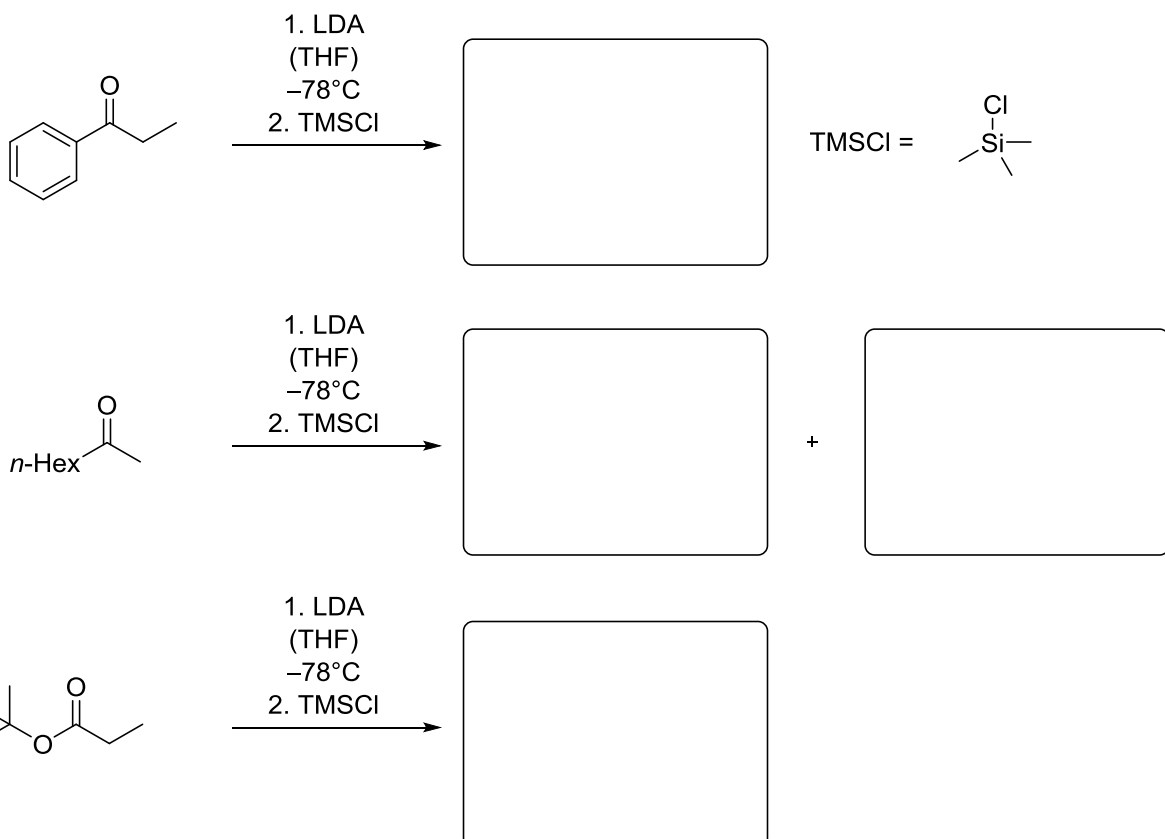 1. LDA
(THF)
–78°C
2. TMSCl
O
TMSCl =
Cl
Si
1. LDA
(THF)
–78°C
2. TMSCl
O
n-Hex
+
1. LDA
(THF)
–78°C
2. TMSCl
O
O